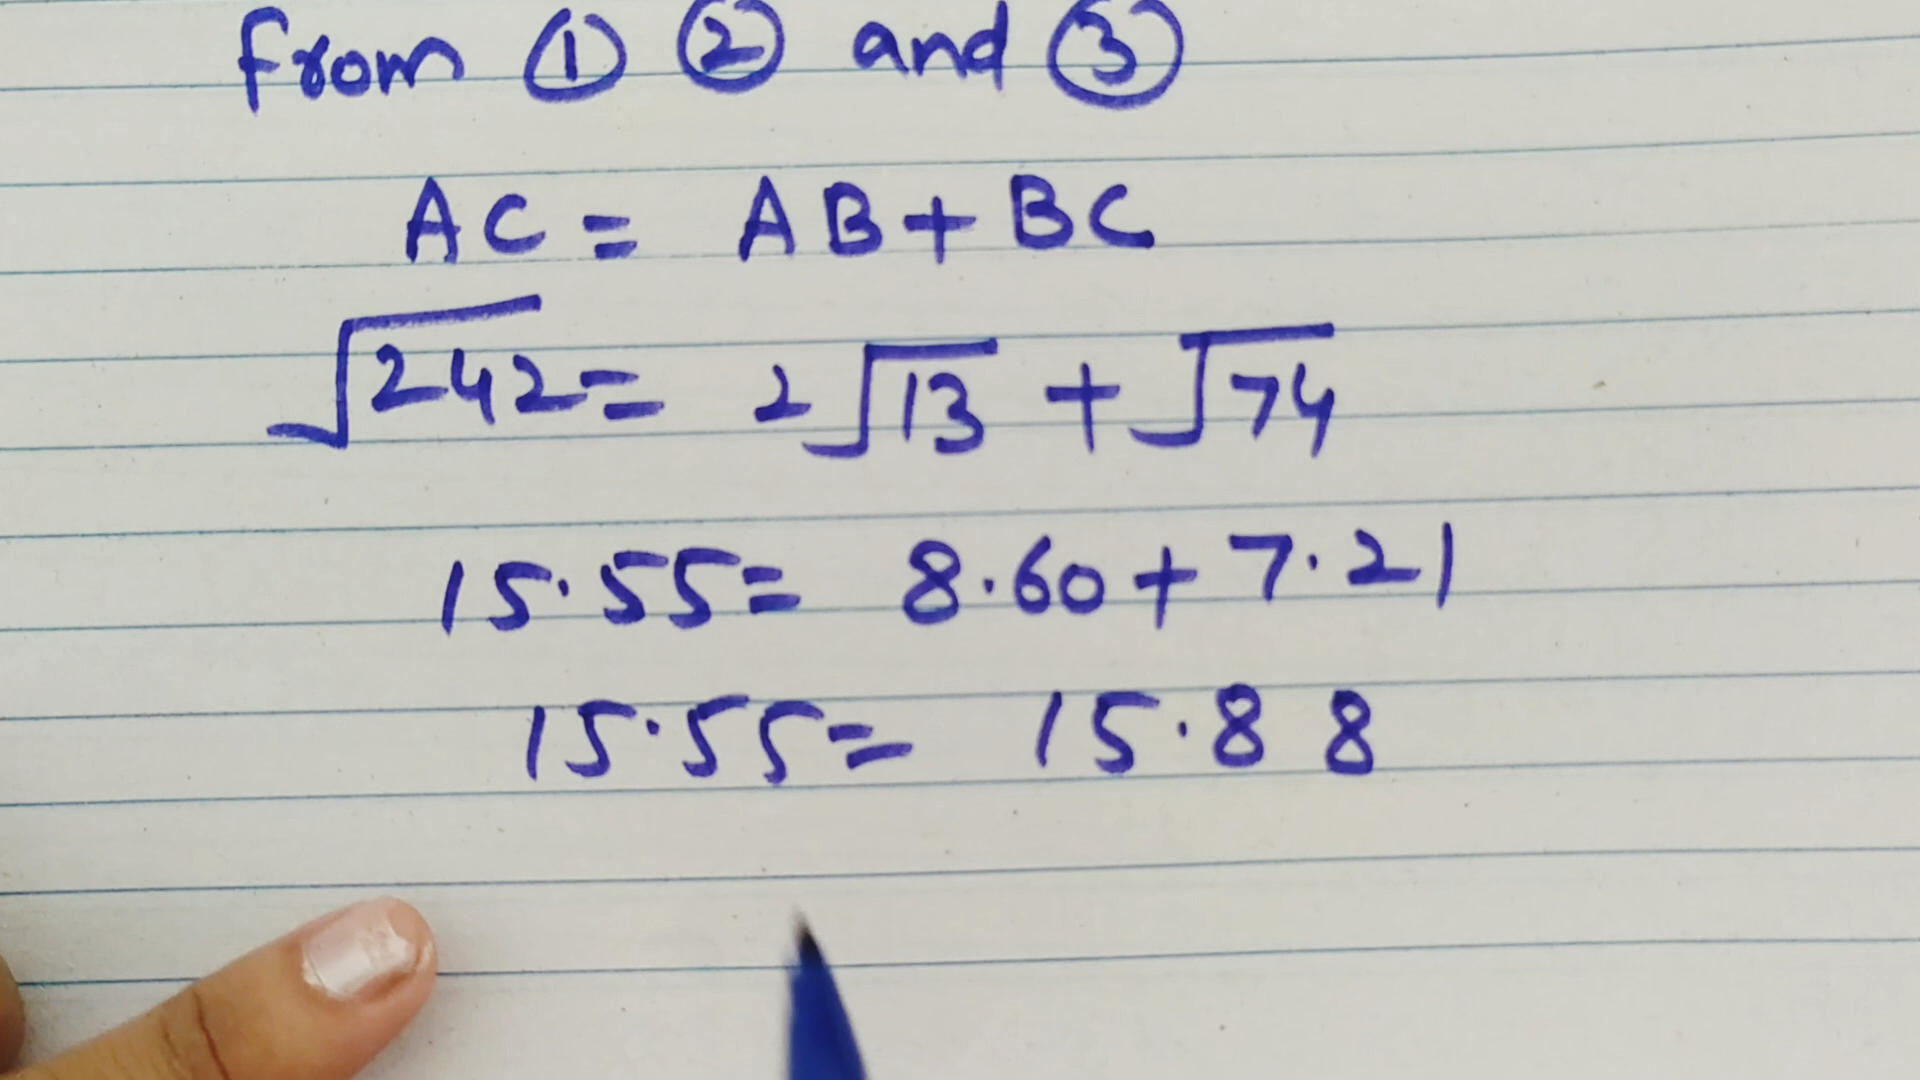 from ① ② and ③
AC = AB + BC
√242 = 2√13 + √74
15.55 = 8.60 + 7.21
15.55 = 15.88